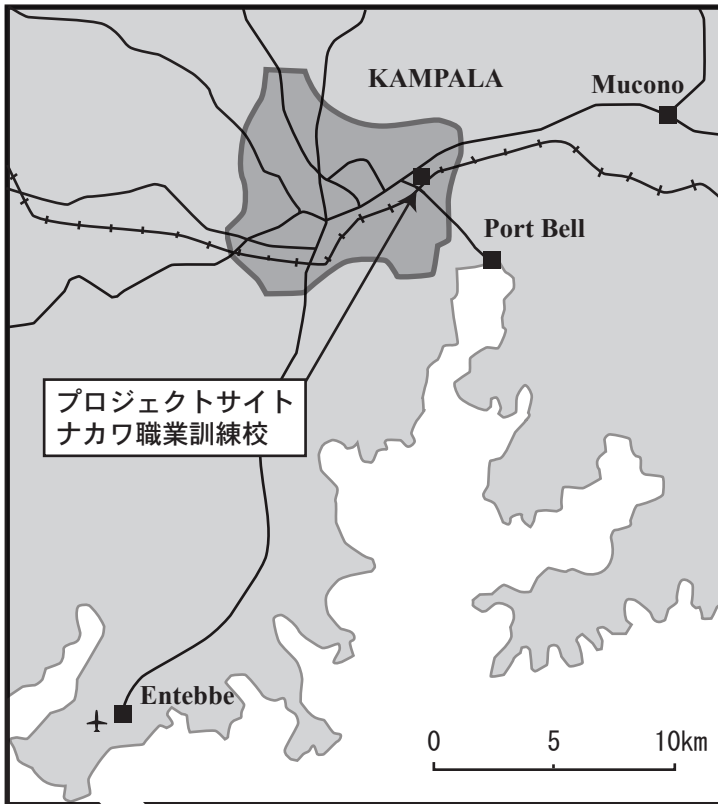 KAMPALA
Mucono
Port Bell
プロジェクトサイト
ナカワ職業訓練校
Entebbe
0 5 10km